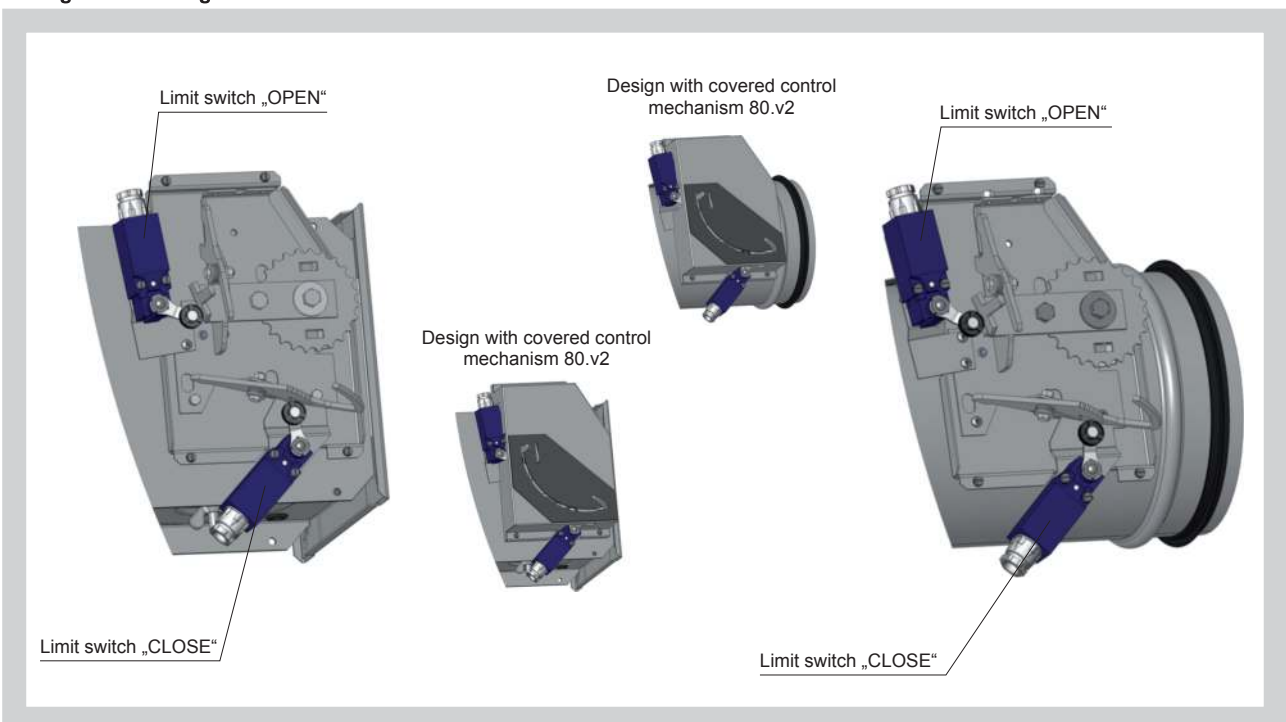 Limit switch „OPEN“
Design with covered control
mechanism 80.v2
Limit switch „OPEN“
Design with covered control
mechanism 80.v2
Limit switch „CLOSE“
Limit switch „CLOSE“